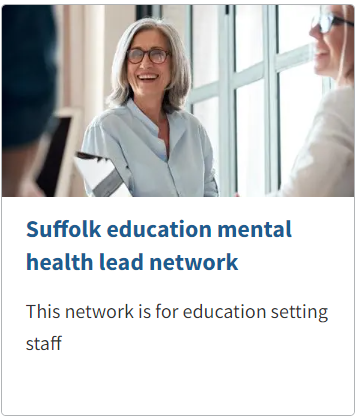 Suffolk education mental
health lead network
This network is for education setting
staff